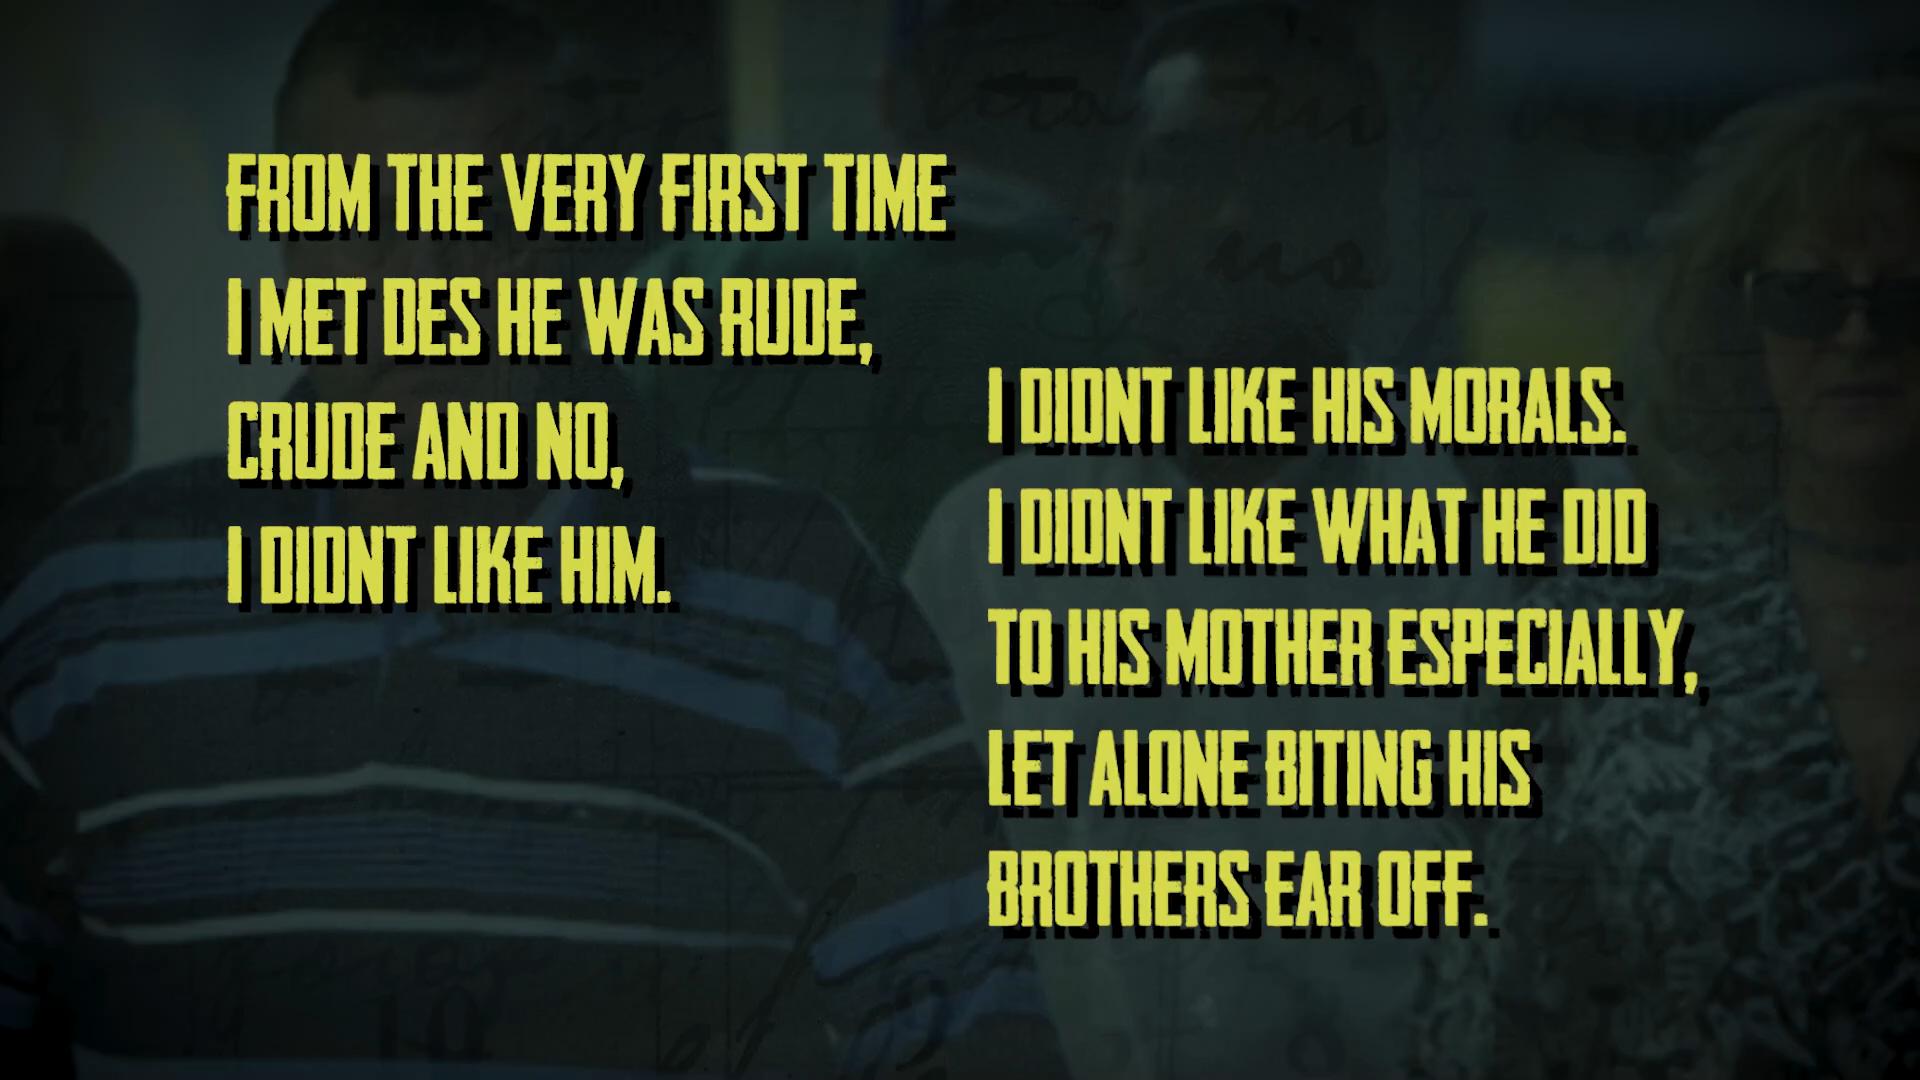 FROM THE VERY FIRST TIME
I MET DES HE WAS RUDE,
CRUDE AND NO,
I DIDNT LIKE HIM.
I DIDNT LIKE HIS MORALS.
I DIDNT LIKE WHAT HE DID
TO HIS MOTHER ESPECIALLY,
LET ALONE BITING HIS
BROTHERS EAR OFF.